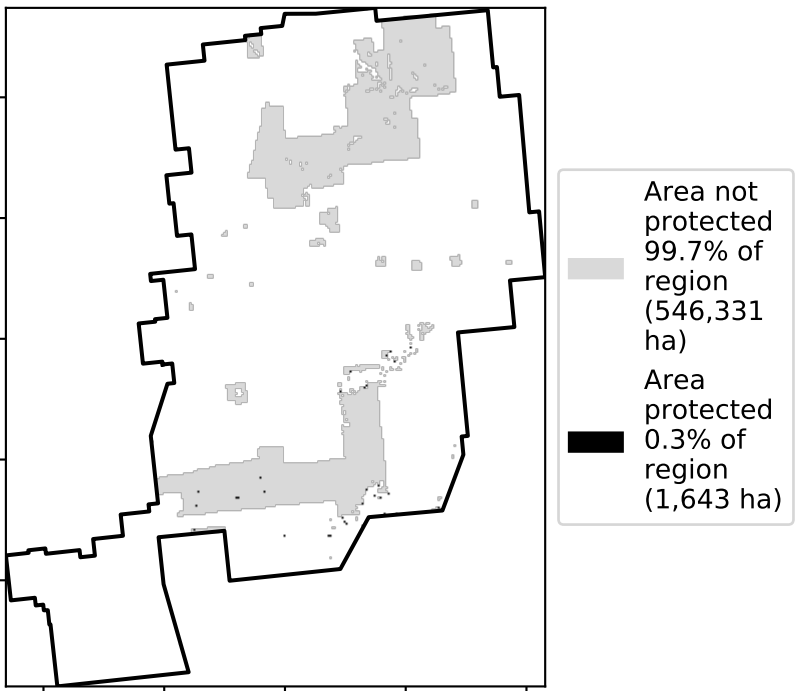 Area not
protected
99.7% of
region
(546,331
ha)
Area
protected
0.3% of
region
(1,643 ha)